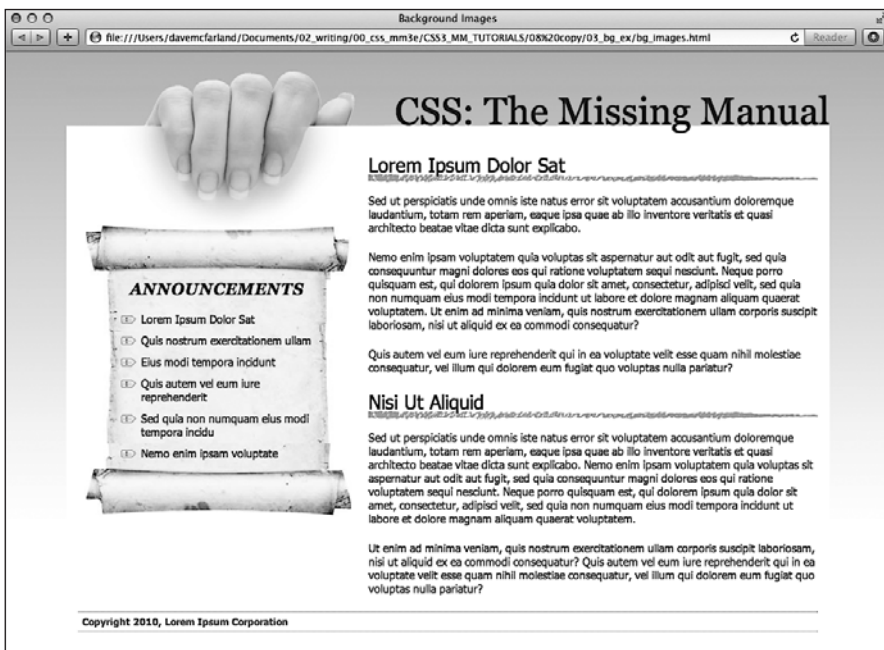 Background Images
file:///Users/davemcfarland/Documents/02_writing/00_css_mm3e/CSS3_MM_TUTORIALS/08%20copy/03_bg_ex/bg_images.html
Reader
CSS: The Missing Manual
Lorem Ipsum Dolor Sat
Sed ut perspiciatis unde omnis iste natus error sit voluptatem accusantium doloremque
laudantium, totam rem aperiam, eaque ipsa quae ab illo inventore veritatis et quasi
architecto beatae vitae dicta sunt explicabo.
Nemo enim ipsam voluptatem quia voluptas sit aspernatur aut odit aut fugit, sed quia
consequuntur magni dolores eos qui ratione voluptatem sequi nesciunt. Neque porro
quisquam est, qui dolorem ipsum quia dolor sit amet, consectetur, adipisci velit, sed quia
non numquam eius modi tempora incidunt ut labore et dolore magnam aliquam quaerat
voluptatem. Ut enim ad minima veniam, quis nostrum exercitationem ullam corporis suscipit
laboriosam, nisi ut aliquid ex ea commodi consequatur?
Quis autem vel eum iure reprehenderit qui in ea voluptate velit esse quam nihil molestiae
consequatur, vel illum qui dolorem eum fugiat quo voluptas nulla pariatur?
Nisi Ut Aliquid
Sed ut perspiciatis unde omnis iste natus error sit voluptatem accusantium doloremque
laudantium, totam rem aperiam, eaque ipsa quae ab illo inventore veritatis et quasi
architecto beatae vitae dicta sunt explicabo. Nemo enim ipsam voluptatem quia voluptas sit
aspernatur aut odit aut fugit, sed quia consequuntur magni dolores eos qui ratione
voluptatem sequi nesciunt. Neque porro quisquam est, qui dolorem ipsum quia dolor sit
amet, consectetur, adipisci velit, sed quia non numquam eius modi tempora incidunt ut
labore et dolore magnam aliquam quaerat voluptatem.
Ut enim ad minima veniam, quis nostrum exercitationem ullam corporis suscipit laboriosam,
nisi ut aliquid ex ea commodi consequatur? Quis autem vel eum iure reprehenderit qui in ea
voluptate velit esse quam nihil molestiae consequatur, vel illum qui dolorem eum fugiat quo
voluptas nulla pariatur?
ANNOUNCEMENTS
Lorem Ipsum Dolor Sat
Quis nostrum exercitationem ullam
Eius modi tempora incidunt
Quis autem vel eum iure
reprehenderit
Sed quia non numquam eius modi
tempora incidu
Nemo enim ipsam voluptate
Copyright 2010, Lorem Ipsum Corporation